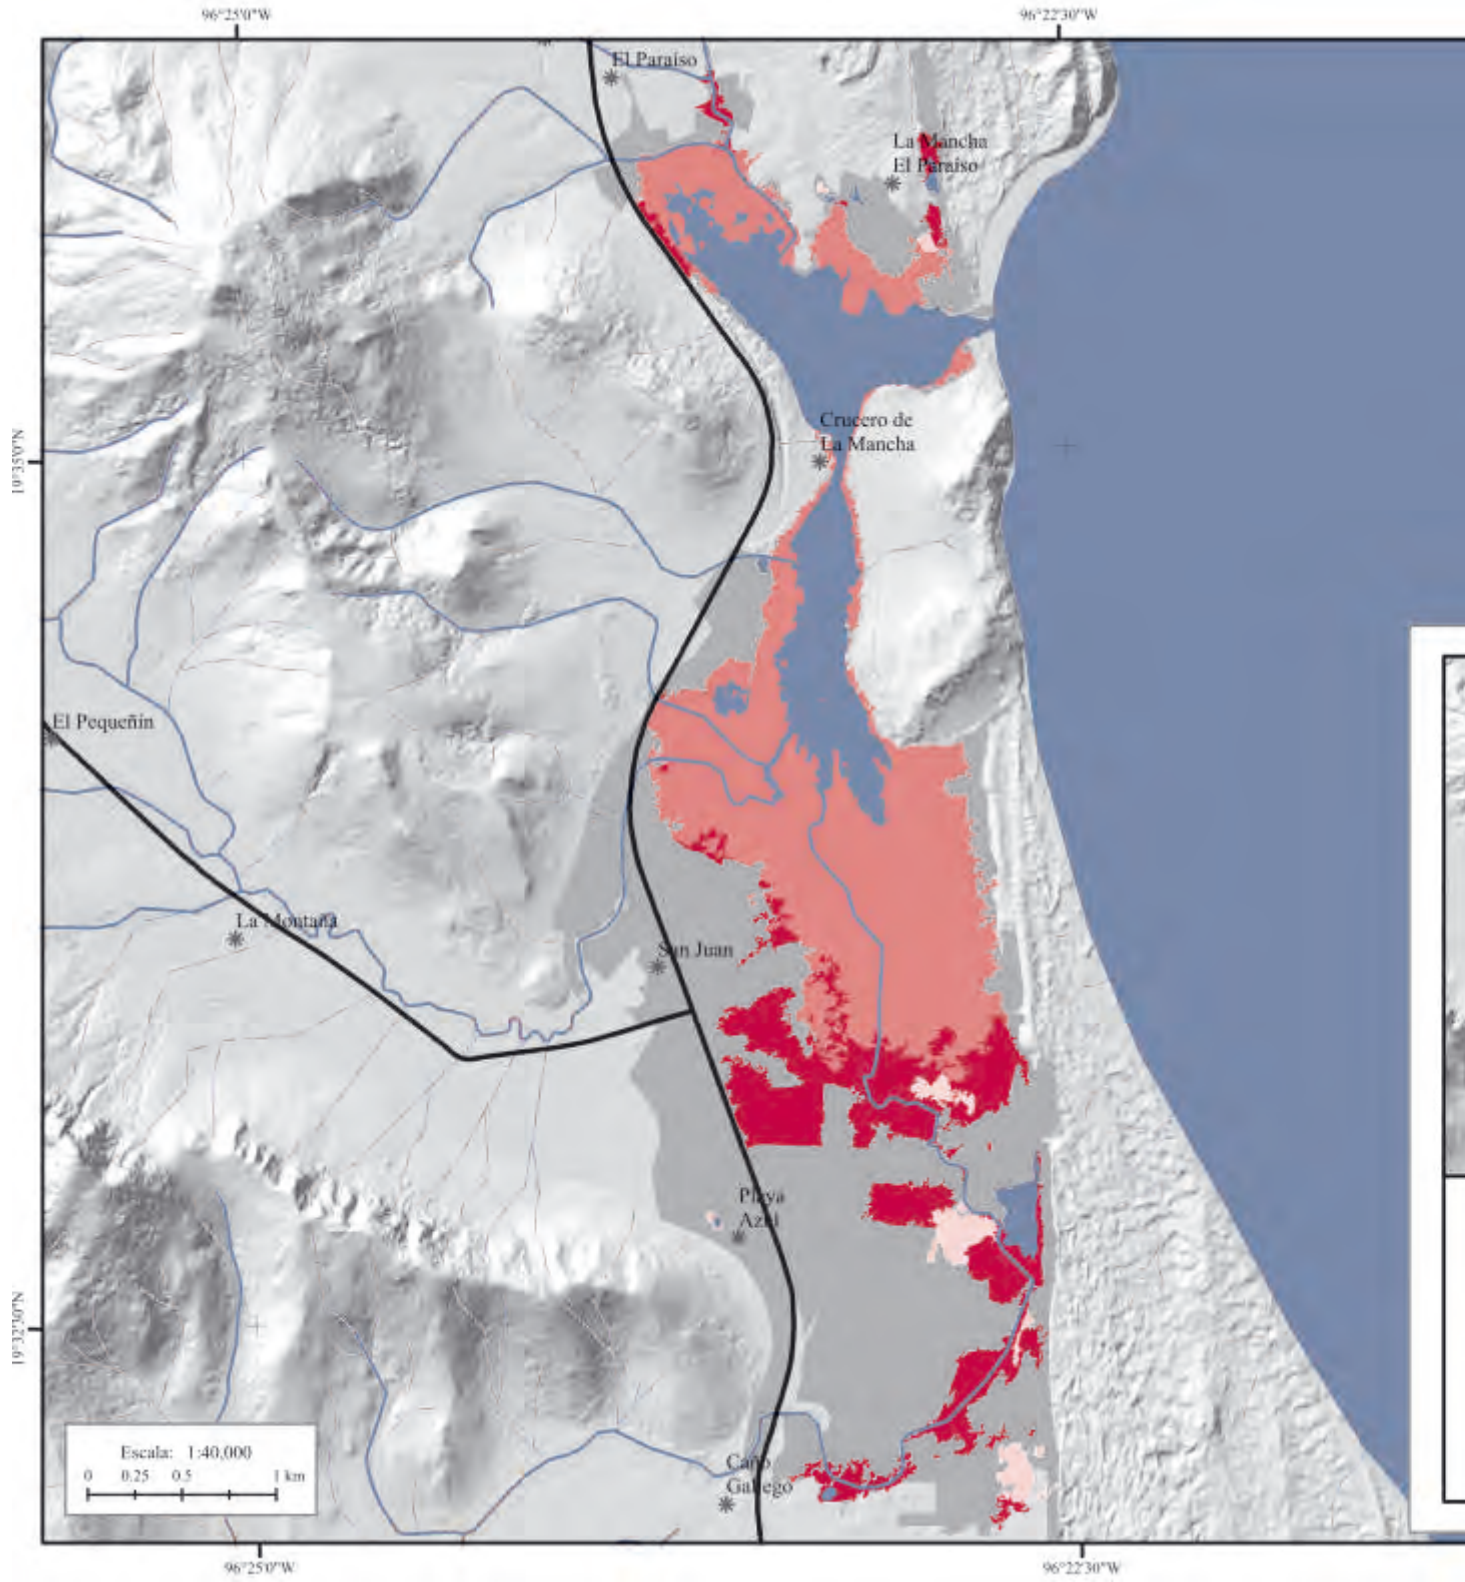 96°25'0"W
96°22'30"W
El Paraíso
La Mancha
El Paraíso
19°35'0"N
Crucero de
La Mancha
El Pequeñín
La Montaña
San Juan
Playa
Azul
19°32'30"N
Escala: 1:40,000
0 0.25 0.5 1 km
Caño
Gallego
96°25'0"W
96°22'30"W